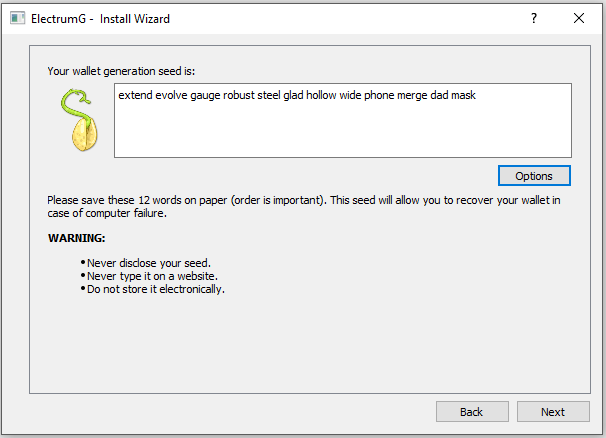 ElectrumG - Install Wizard
Your wallet generation seed is:
extend evolve gauge robust steel glad hollow wide phone merge dad mask
Options
Please save these 12 words on paper (order is important). This seed will allow you to recover your wallet in
case of computer failure.
WARNING:
• Never disclose your seed.
• Never type it on a website.
• Do not store it electronically.
Back Next